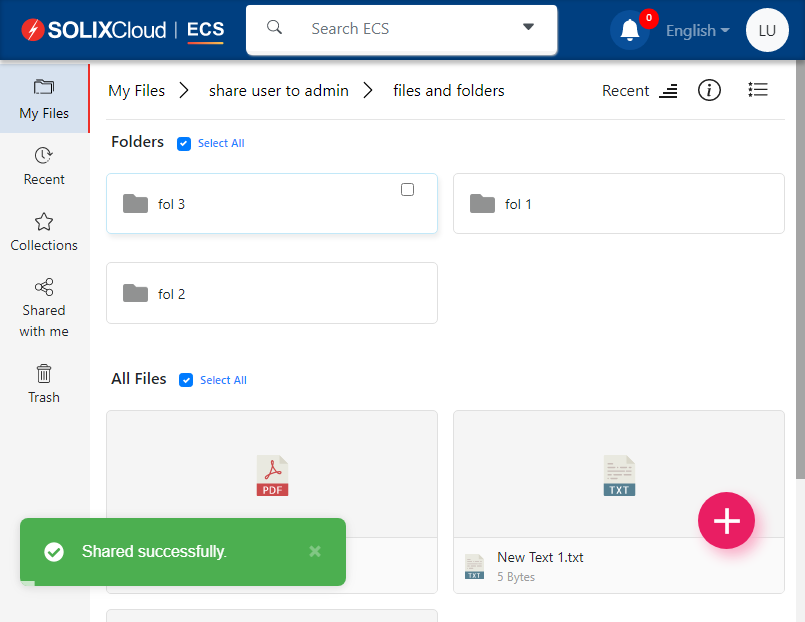 SOLIXCloud | ECS
Search ECS
0
English
LU
My Files
Recent
Collections
Shared
with me
Trash
My Files
share user to admin
files and folders
Recent
Folders
Select All
fol 3
fol 1
fol 2
All Files
Select All
PDF
TXT
TXT
New Text 1.txt
5 Bytes
Shared successfully.